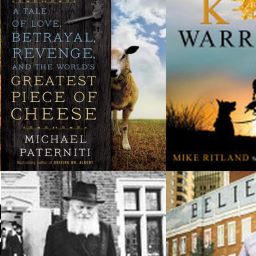 A TALE
OF LOVE,
BETRAYAL,
REVENGE,
AND THE WORLD'S
GREATEST
PIECE OF
CHEESE
MICHAEL
PATERNITI
K
WARR
MIKE RITLAND
BELIE